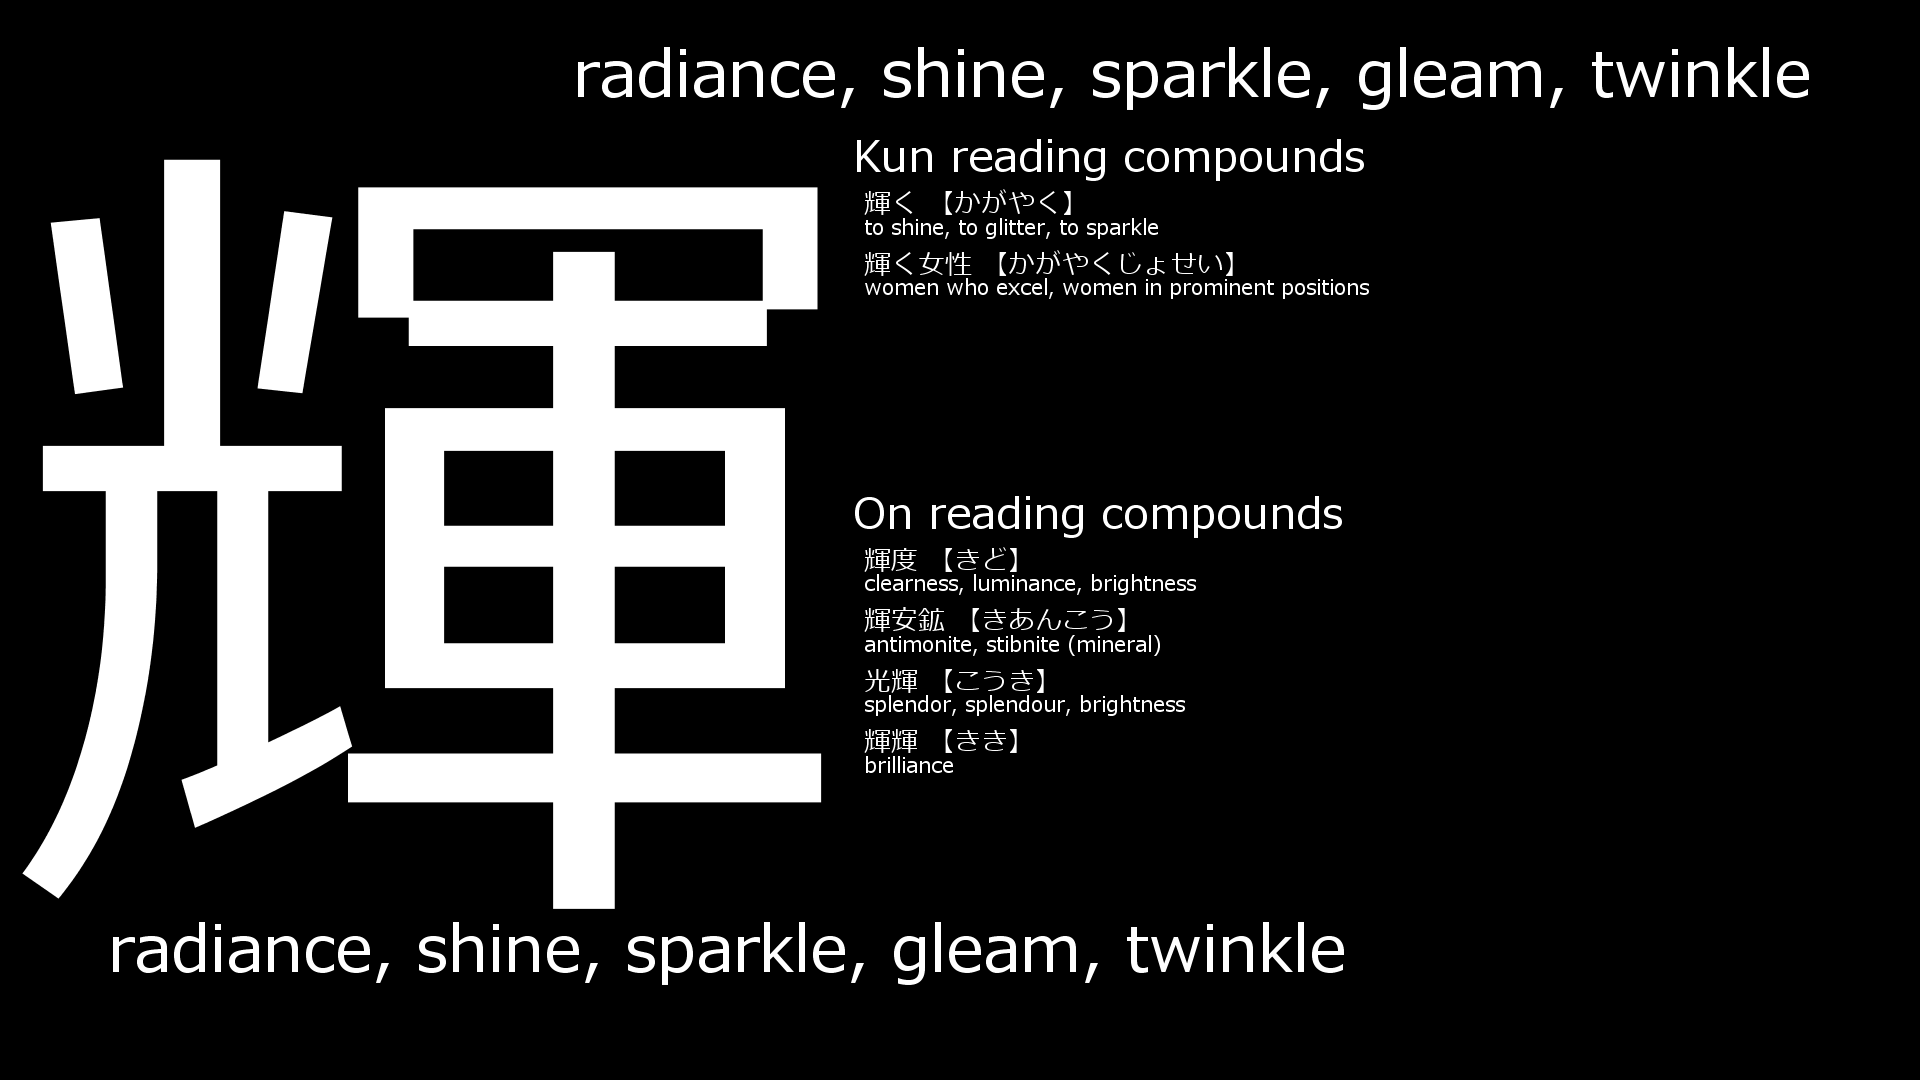 radiance, shine, sparkle, gleam, twinkle
輝
Kun reading compounds
輝く 【かがやく】
to shine, to glitter, to sparkle
輝く女性 【かがやくじょせい】
women who excel, women in prominent positions
On reading compounds
輝度 【きど】
clearness, luminance, brightness
輝安鉱 【きあんこう】
antimonite, stibnite (mineral)
光輝 【こうき】
splendor, splendour, brightness
輝輝 【きき】
brilliance
radiance, shine, sparkle, gleam, twinkle